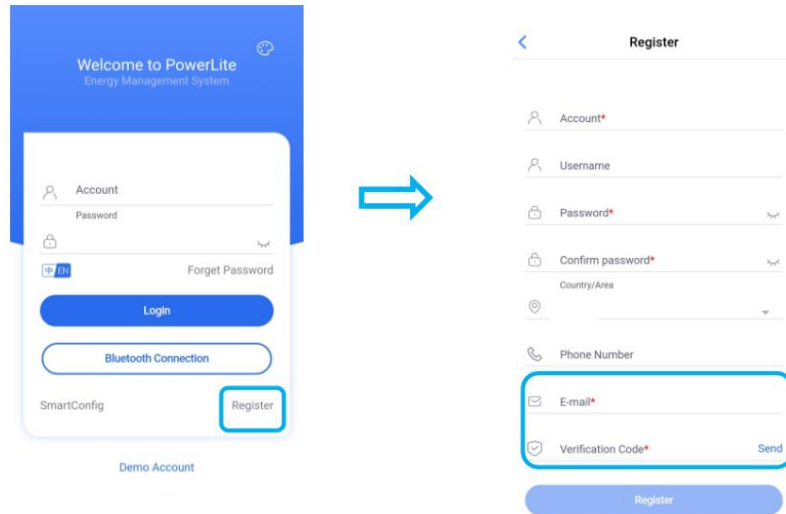 Welcome to PowerLite
Energy Management System
Account
Password
中/EN
Forget Password
Login
Bluetooth Connection
SmartConfig
Register
Demo Account
Register
Account*
Username
Password*
Confirm password*
Country/Area
Phone Number
E-mail*
Verification Code*
Send
Register